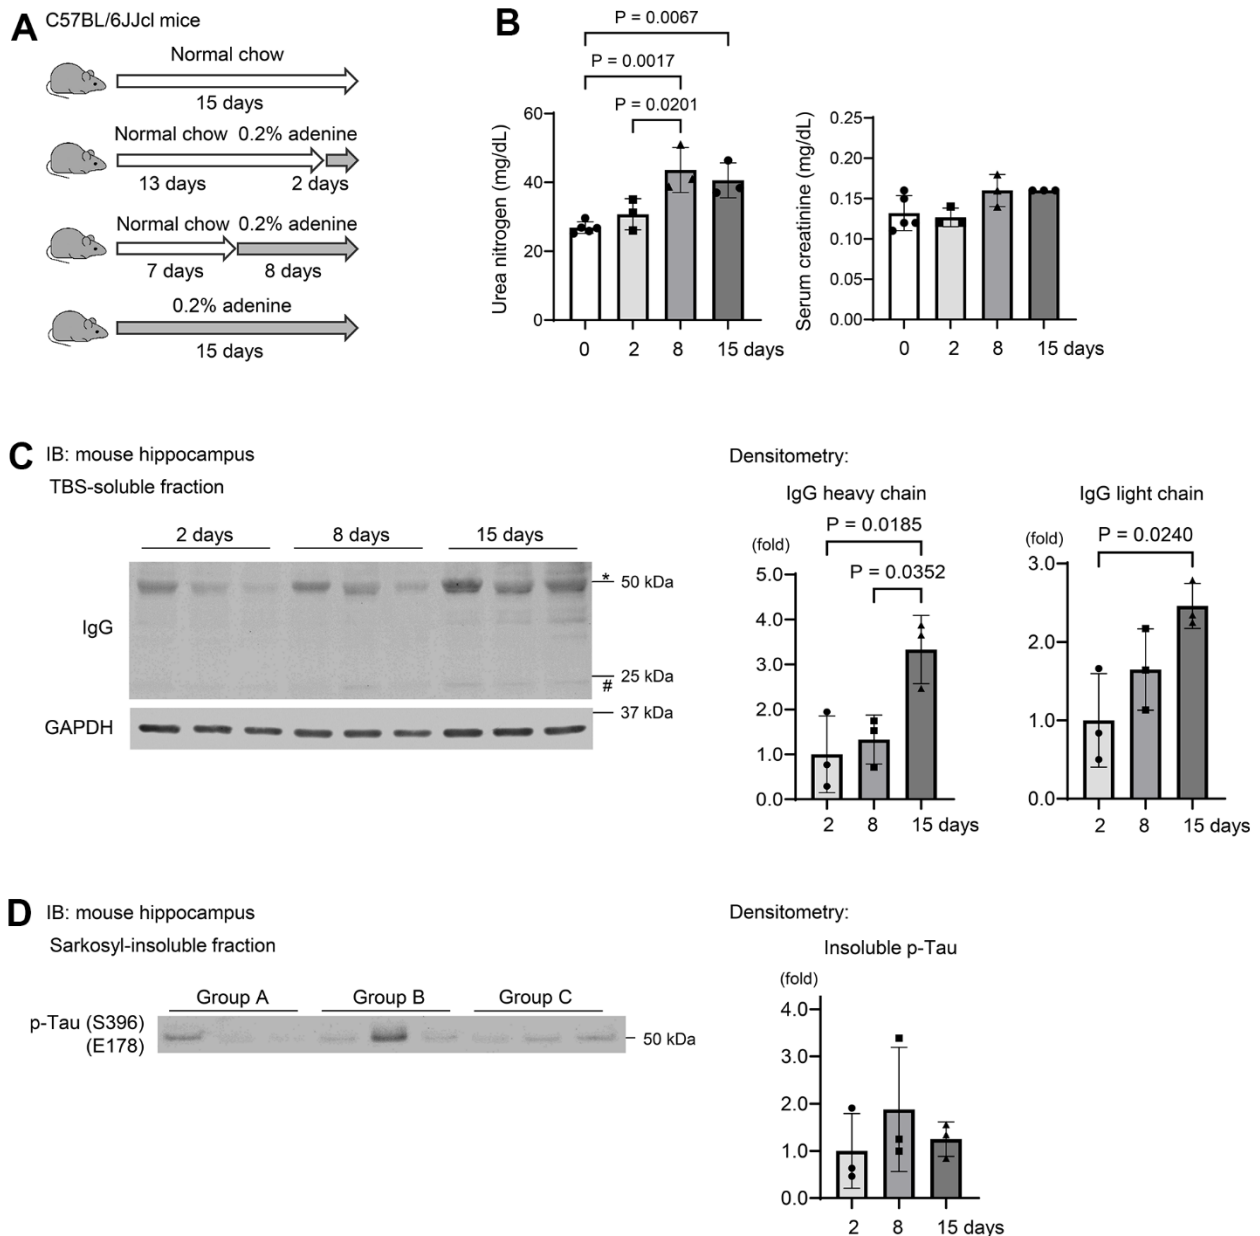 A C57BL/6JJcl mice
Normal chow
15 days
Normal chow 0.2% adenine
13 days 2 days
Normal chow 0.2% adenine
7 days 8 days
0.2% adenine
15 days
B
P = 0.0067
P = 0.0017
P = 0.0201
Urea nitrogen (mg/dL)
60
40
20
0
0 2 8 15 days
Serum creatinine (mg/dL)
0.25
0.20
0.15
0.10
0.05
0.00
0 2 8 15 days
C IB: mouse hippocampus
TBS-soluble fraction
2 days 8 days 15 days
IgG
* 50 kDa
25 kDa
#
GAPDH
37 kDa
Densitometry:
IgG heavy chain
P = 0.0185
(fold)
P = 0.0352
5.0
4.0
3.0
2.0
1.0
0.0
2 8 15 days
IgG light chain
P = 0.0240
(fold)
3.0
2.0
1.0
0.0
2 8 15 days
D IB: mouse hippocampus
Sarkosyl-insoluble fraction
Group A Group B Group C
p-Tau (S396)
(E178)
50 kDa
Densitometry:
Insoluble p-Tau
(fold)
4.0
3.0
2.0
1.0
0.0
2 8 15 days